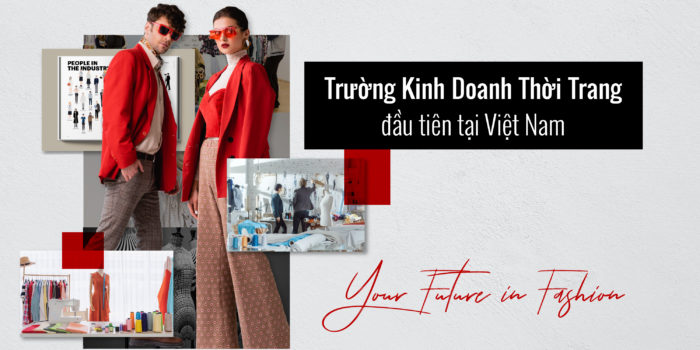 PEOPLE IN
THE INDUSTRY
Trường Kinh Doanh Thời Trang
đầu tiên tại Việt Nam
Your Future in Fashion